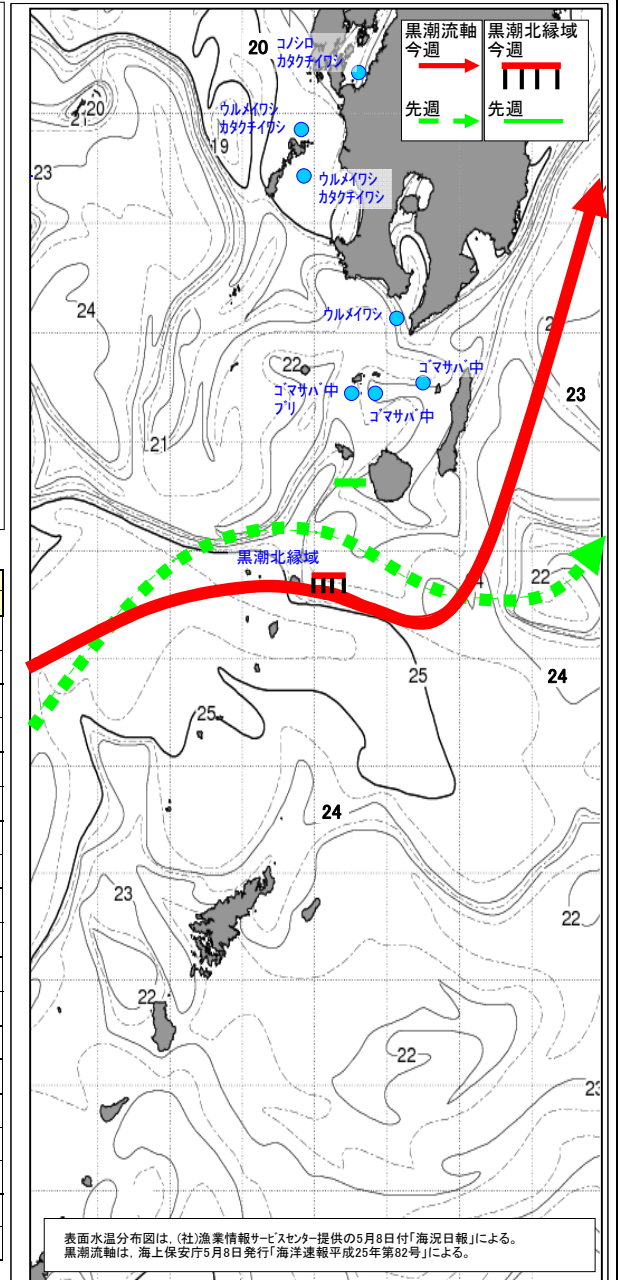 黒潮流軸
今週
先週
黒潮北縁域
今週
先週
20
コノシロ
カタクチイワシ
21
20
ウルメイワシ
カタクチイワシ
19
23
ウルメイワシ
カタクチイワシ
24
ウルメイワシ
22
ゴマサバ中
ゴマサバ中
ブリ
ゴマサバ中
23
21
黒潮北縁域
22
25
24
25
24
23
22
22
22
表面水温分布図は、(社)漁業情報サービスセンター提供の5月8日付「海況日報」による。
黒潮流軸は、海上保安庁5月8日発行「海洋速報平成25年第82号」による。